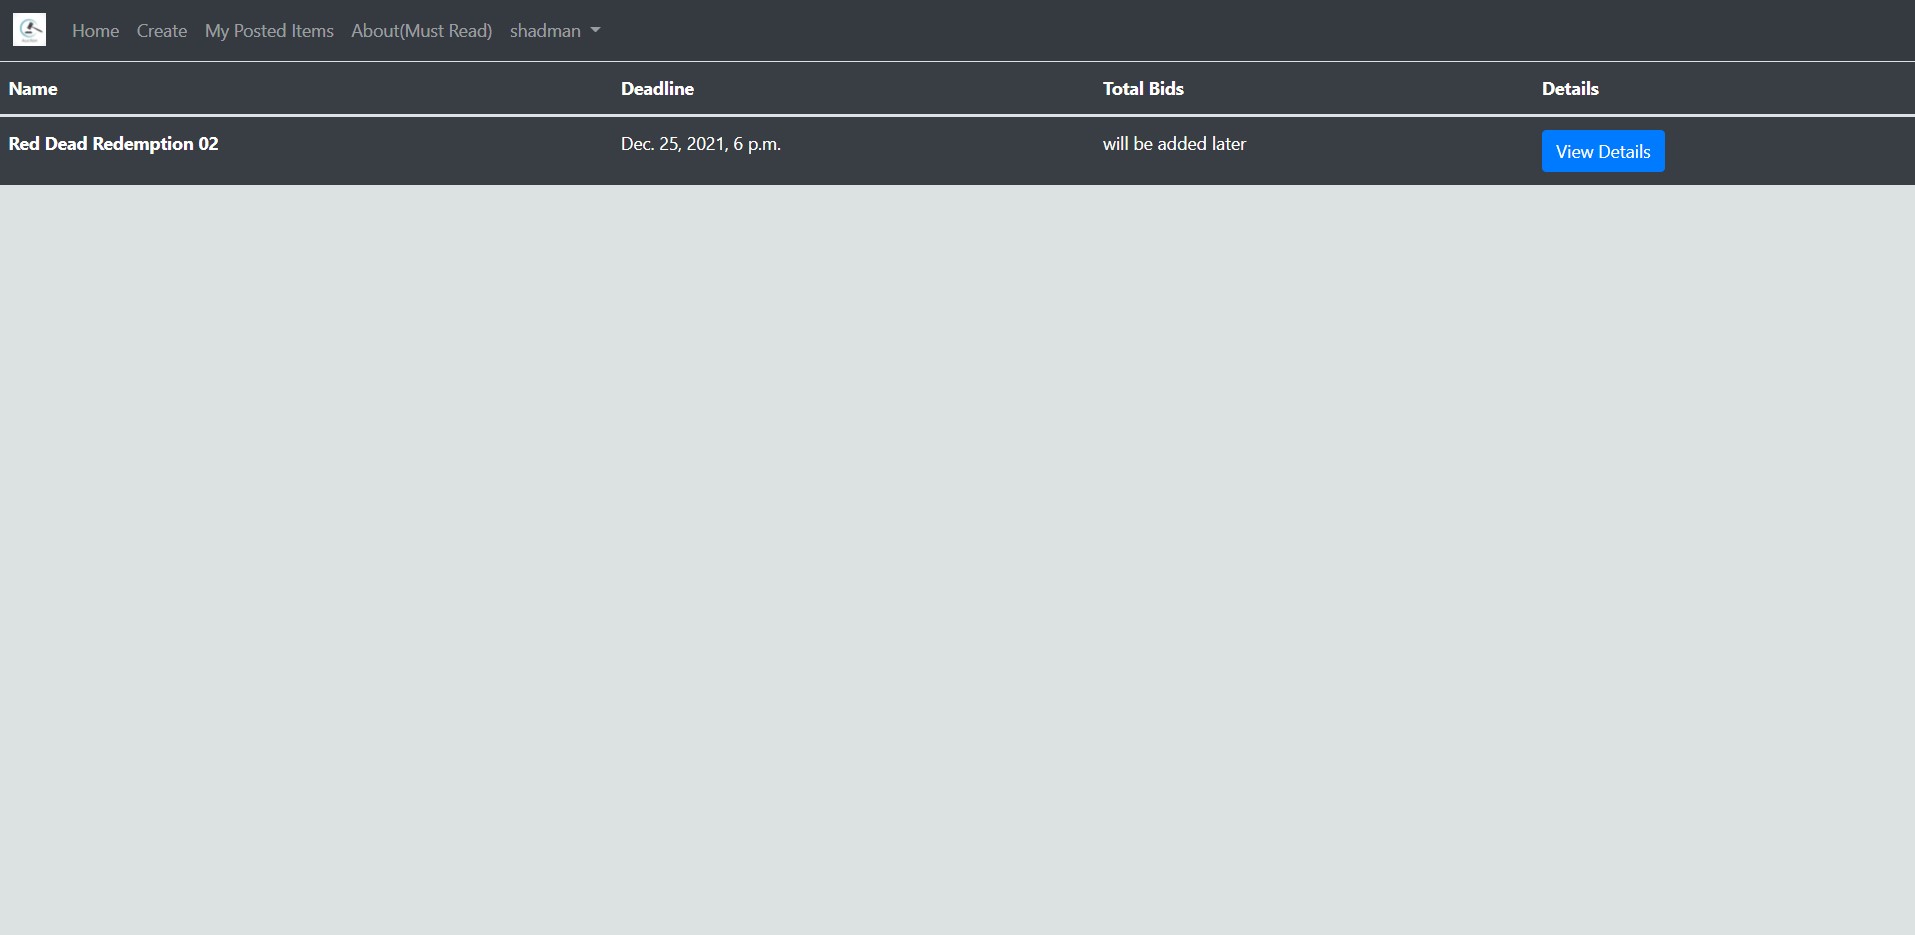 Home Create My Posted Items About(Must Read) shadman
Name Deadline Total Bids Details
Red Dead Redemption 02 Dec. 25, 2021, 6 p.m. will be added later View Details